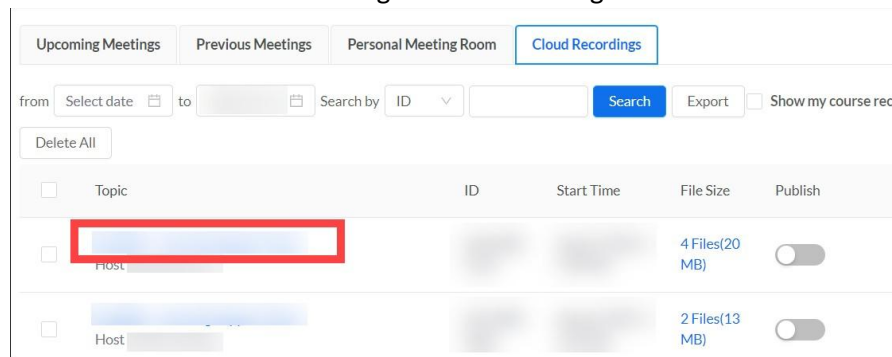 Upcoming Meetings Previous Meetings Personal Meeting Room Cloud Recordings
from Select date to Search by ID Search Export Show my course rec
Delete All
Topic ID Start Time File Size Publish
4 Files(20
MB)
Host
2 Files(13
MB)
Host